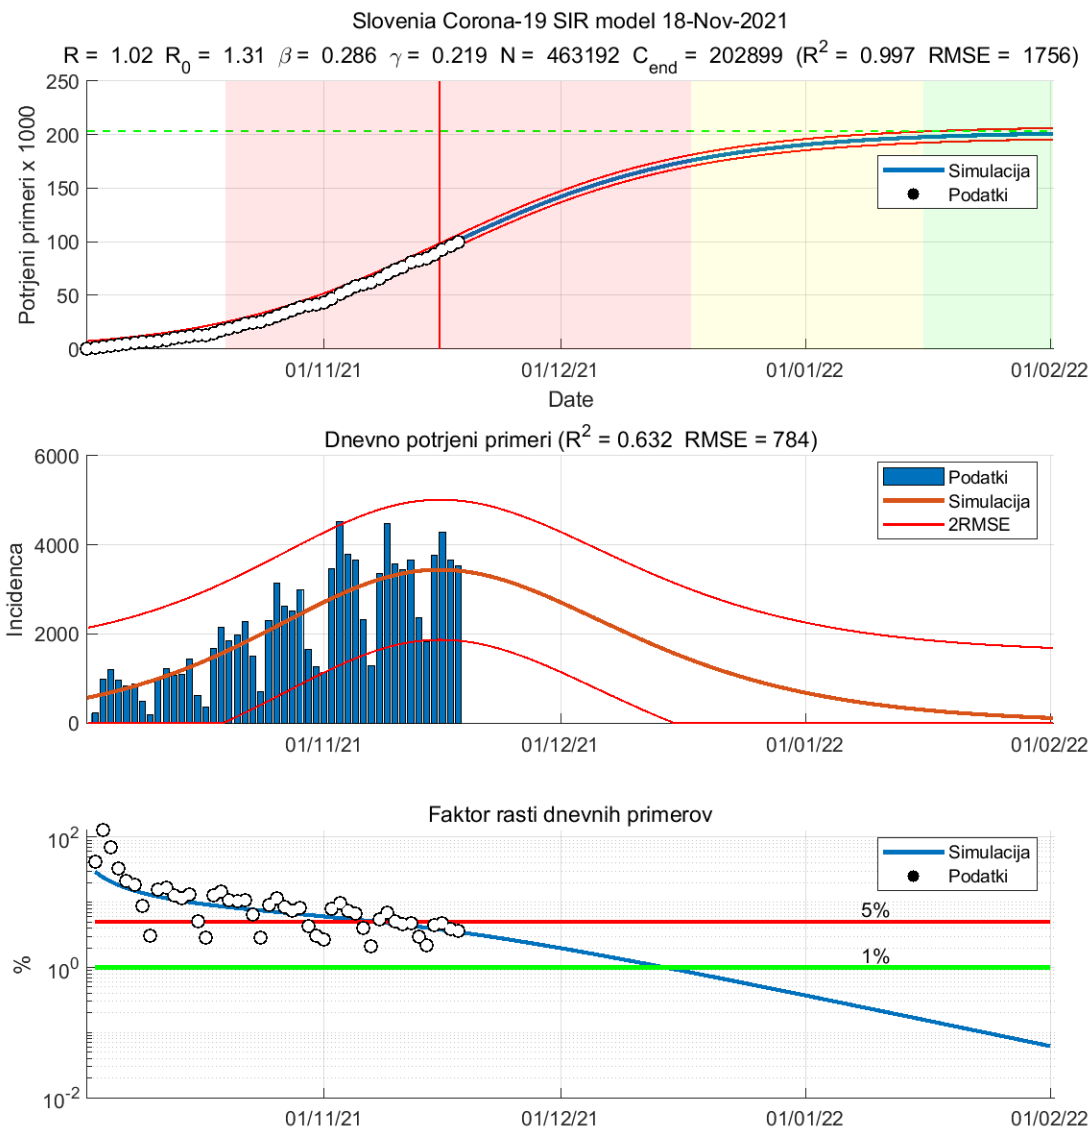 Slovenia Corona-19 SIR model 18-Nov-2021
R = 1.02 R0 = 1.31 β = 0.286 γ = 0.219 N = 463192 Cend = 202899 (R2 = 0.997 RMSE = 1756)
250
200
150
100
50
0
Potrjeni primeri x 1000
Simulacija
Podatki
01/11/21 01/12/21 01/01/22 01/02/22
Date
Dnevno potrjeni primeri (R2 = 0.632 RMSE = 784)
6000
4000
2000
0
Incidenca
Podatki
Simulacija
2RMSE
01/11/21 01/12/21 01/01/22 01/02/22
Faktor rasti dnevnih primerov
10^2
10^0
10^-2
%
Simulacija
Podatki
5%
1%
01/11/21 01/12/21 01/01/22 01/02/22